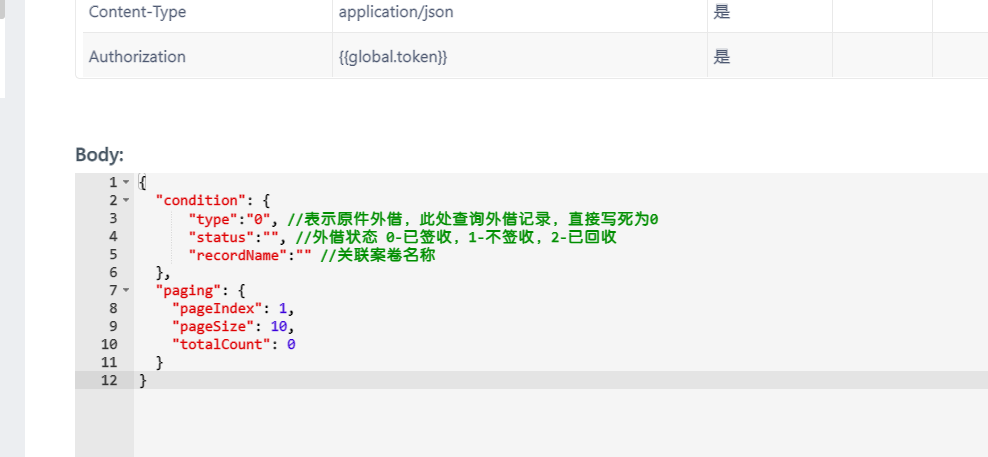 Content-Type application/json 是
Authorization {{global.token}} 是
Body:
1 {
2 "condition": {
3 "type":"0", //表示原件外借，此处查询外借记录，直接写死为0
4 "status":"", //外借状态 0-已签收，1-不签收，2-已回收
5 "recordName":"" //关联案卷名称
6 },
7 "paging": {
8 "pageIndex": 1,
9 "pageSize": 10,
10 "totalCount": 0
11 }
12 }